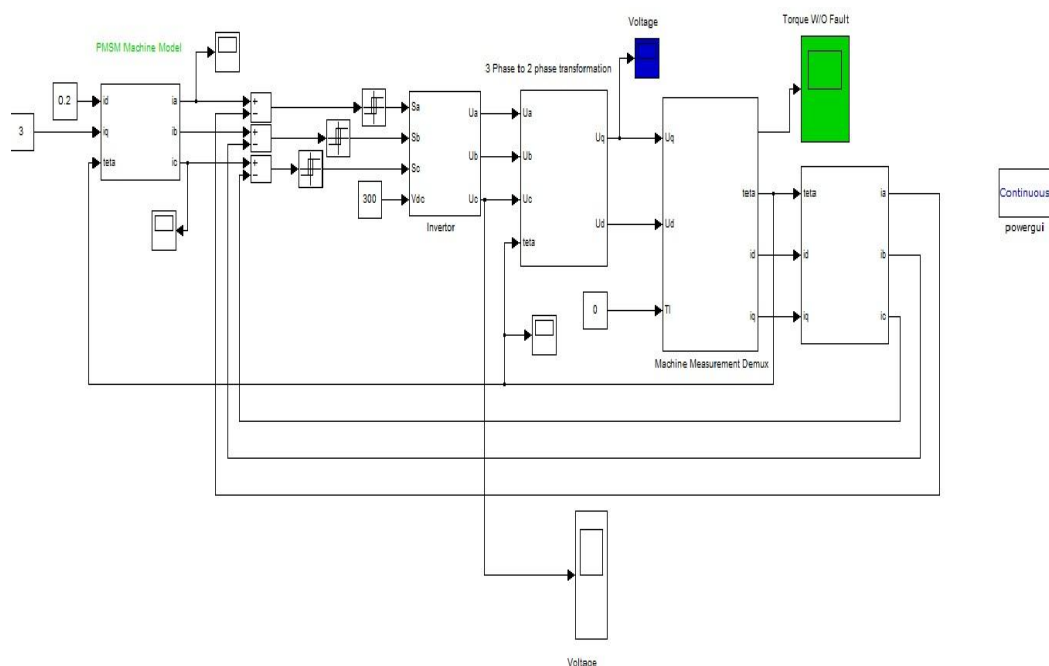 Voltage
Torque W/O Fault
PMSM Machine Model
3 Phase to 2 phase transformation
0.2
id
ia
+
−
Sa
Ua
Ua
3
iq
ib
+
−
Sb
Ub
Ub
Uq
Uq
teta
ic
+
−
Sc
Uc
Uc
300
Vdc
Invertor
teta
Ud
Ud
0
Tl
teta
id
iq
Machine Measurement Demux
teta
id
iq
ia
ib
ic
Continuous
powergui
Voltage